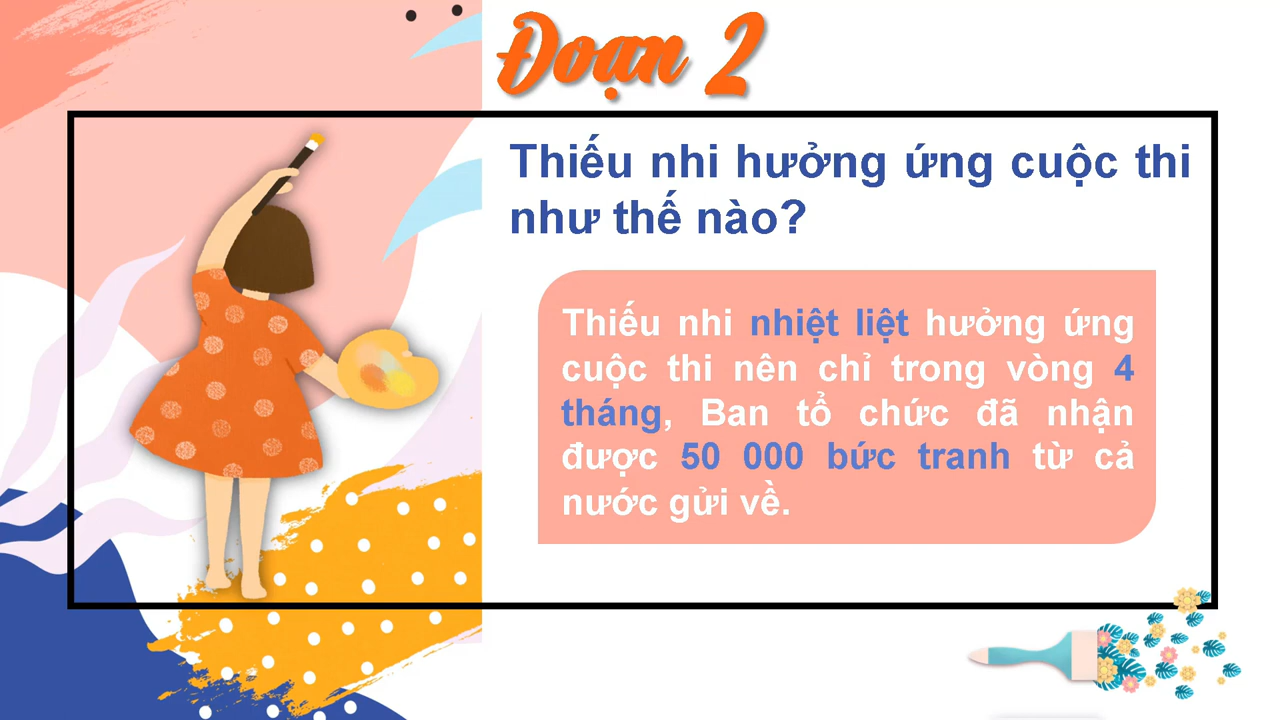 Đoạn 2
Thiếu nhi hưởng ứng cuộc thi
như thế nào?
Thiếu nhi nhiệt liệt hưởng ứng
cuộc thi nên chỉ trong vòng 4
tháng, Ban tổ chức đã nhận
được 50 000 bức tranh từ cả
nước gửi về.